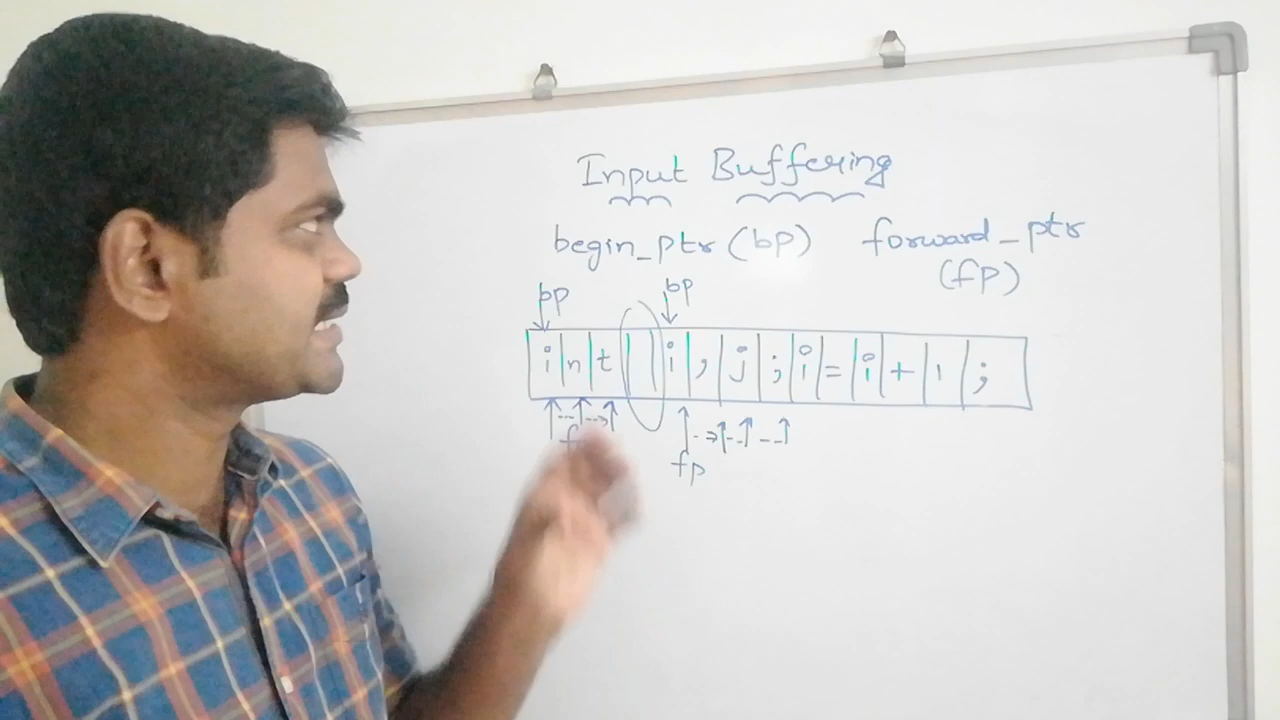 Input Buffering
begin_ptr (bp) forward_ptr
(fp)
bp bp
i n t i , j ; i = i + 1 ;
fp